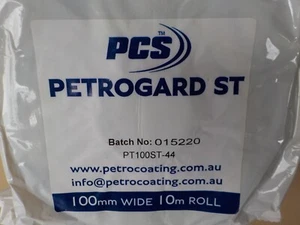 PCS™
PETROGARD ST
Batch No: 015220
PT100ST-44
www.petrocoating.com.au
info@petrocoating.com.au
100mm WIDE 10m ROLL